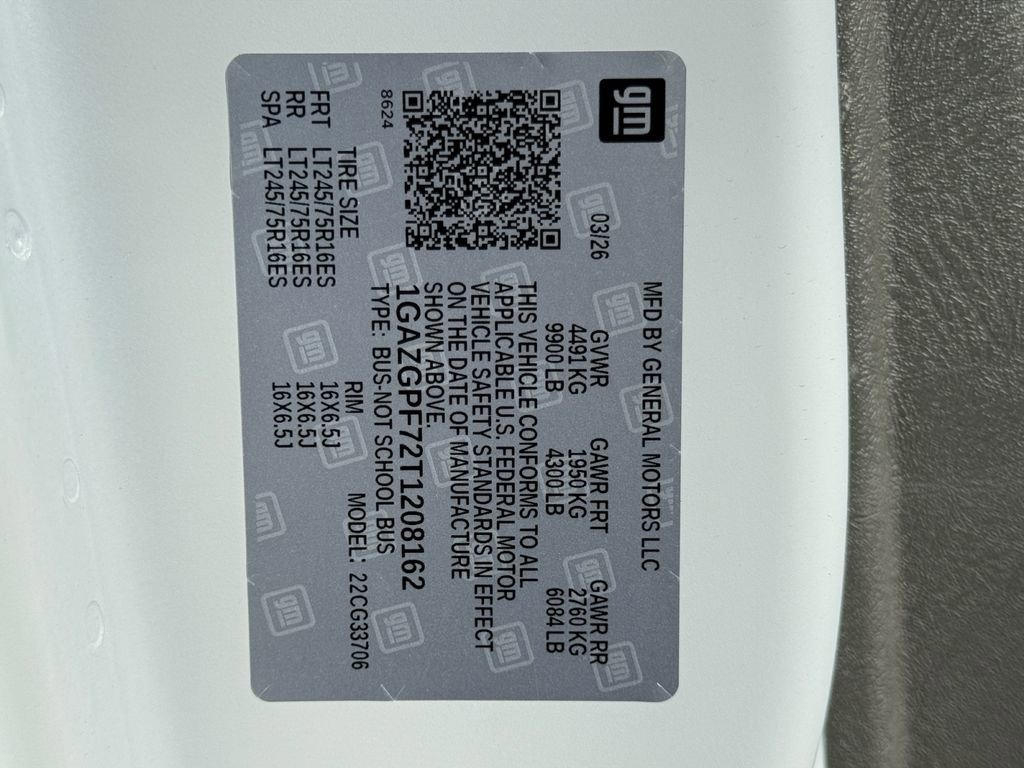 gm
MFD BY GENERAL MOTORS LLC
03/26 GVWR GAWR FRT GAWR RR
4491 KG 1950 KG 2760 KG
9900 LB 4300 LB 6084 LB
THIS VEHICLE CONFORMS TO ALL
APPLICABLE U.S. FEDERAL MOTOR
VEHICLE SAFETY STANDARDS IN EFFECT
ON THE DATE OF MANUFACTURE
SHOWN ABOVE.
1GAZGPF72T1208162
8624 TYPE: BUS-NOT SCHOOL BUS
MODEL: 22CG33706
TIRE SIZE RIM
FRT LT245/75R16ES 16X6.5J
RR LT245/75R16ES 16X6.5J
SPA LT245/75R16ES 16X6.5J